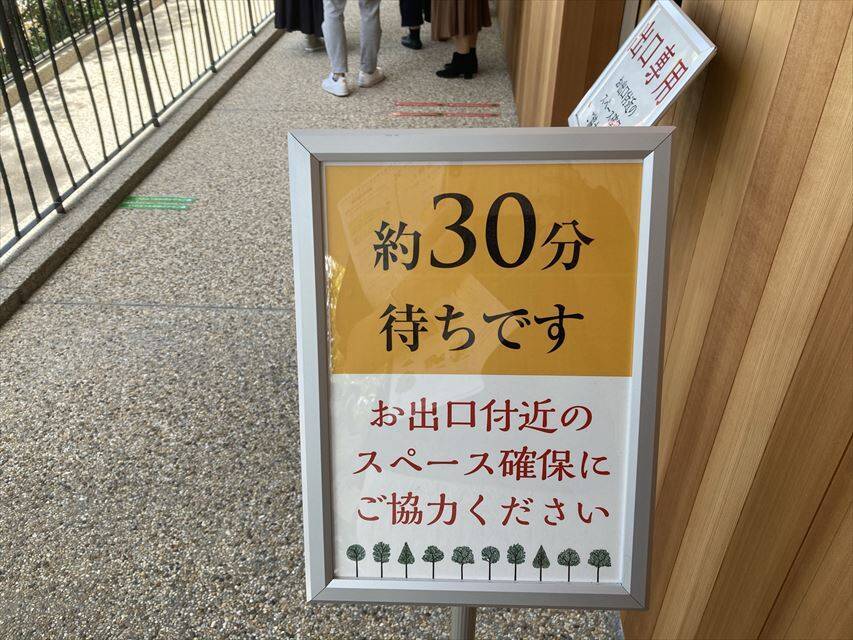 約30分
待ちです
お出口付近の
スペース確保に
ご協力ください